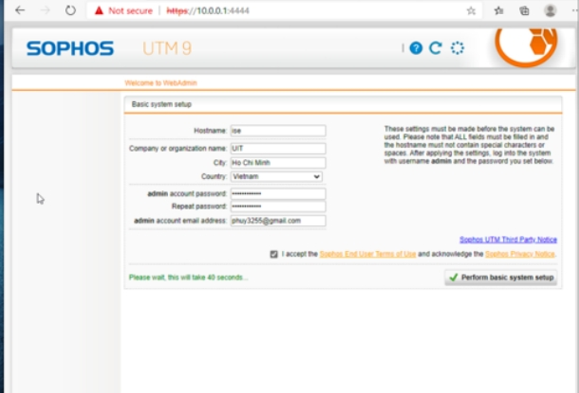 Not secure | https://10.0.0.1:4444
SOPHOS UTM 9
Welcome to WebAdmin
Basic system setup
Hostname: ise
Company or organization name: UIT
City: Ho Chi Minh
Country: Vietnam
admin account password: ••••••••••••
Repeat password: ••••••••••••
admin account email address: phuy3255@gmail.com
These settings must be made before the system can be
used. Please note that ALL fields must be filled in and
the hostname must not contain special characters or
spaces. After applying the settings, log into the system
with username admin and the password you set below.
Sophos UTM Third Party Notice
I accept the Sophos End User Terms of Use and acknowledge the Sophos Privacy Notice.
Please wait, this will take 40 seconds...
Perform basic system setup